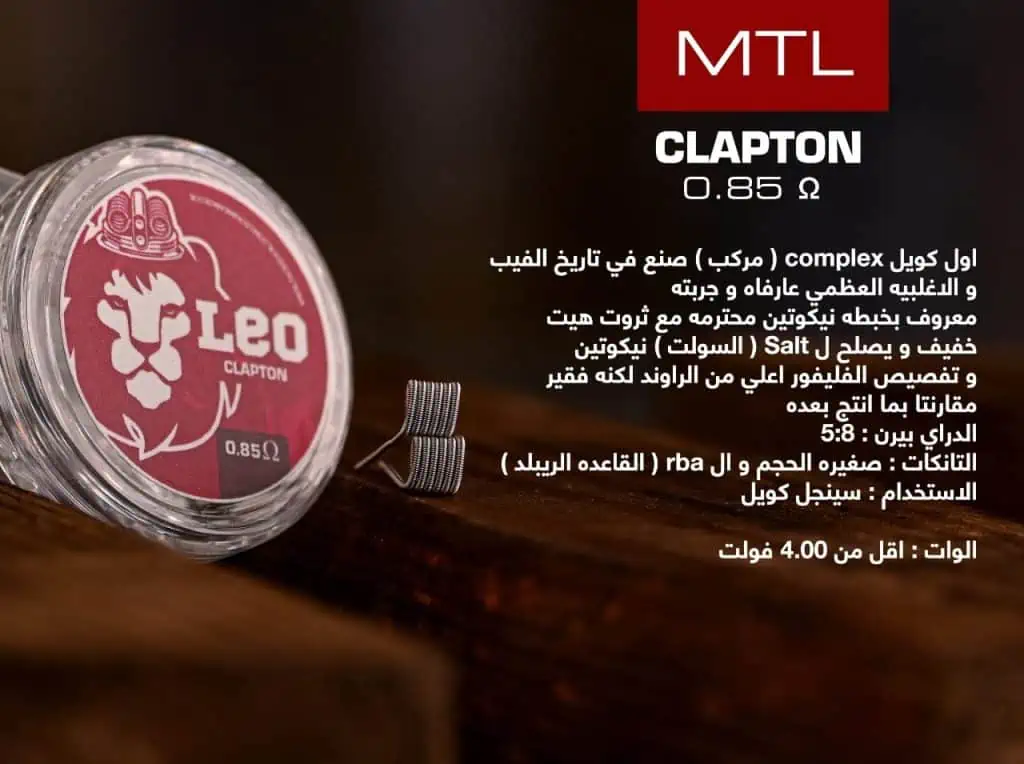 MTL
CLAPTON
0.85 Ω
اول كويل complex ( مركب ) صنع في تاريخ الفيب
و الاغلبيه العظمي عارفاه و جربته
معروف بخبطه نيكوتين محترمه مع ثروت هيت
خفيف و يصلح ل Salt ( السولت ) نيكوتين
و تفصيص الفليفور اعلي من الراوند لكنه فقير
مقارنتا بما انتج بعده
الدراي بيرن : 5:8
التانكات : صغيره الحجم و ال rba ( القاعده الريبلد )
الاستخدام : سينجل كويل
الوات : اقل من 4.00 فولت
Leo
CLAPTON
0.85Ω